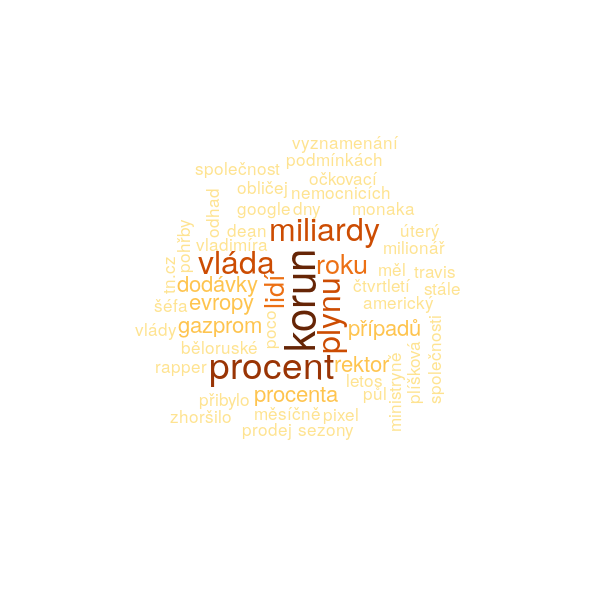 vyznamenání
podmínkách
společnost
očkovací
obličej
nemocnicích
odhad
google
dny
monaka
pohřby
dean
miliardy
úterý
vladimíra
milionář
vláda
korun
roku
měl
travis
tn.cz
dodávky
lidí
plynu
čtvrtletí
stále
šéfa
evropy
americký
vlády
gazprom
poco
případů
společnosti
běloruské
rapper
procent
rektor
plíšková
ministryně
letos
přibylo
procenta
půl
zhoršilo
měsíčně
pixel
prodej
sezony